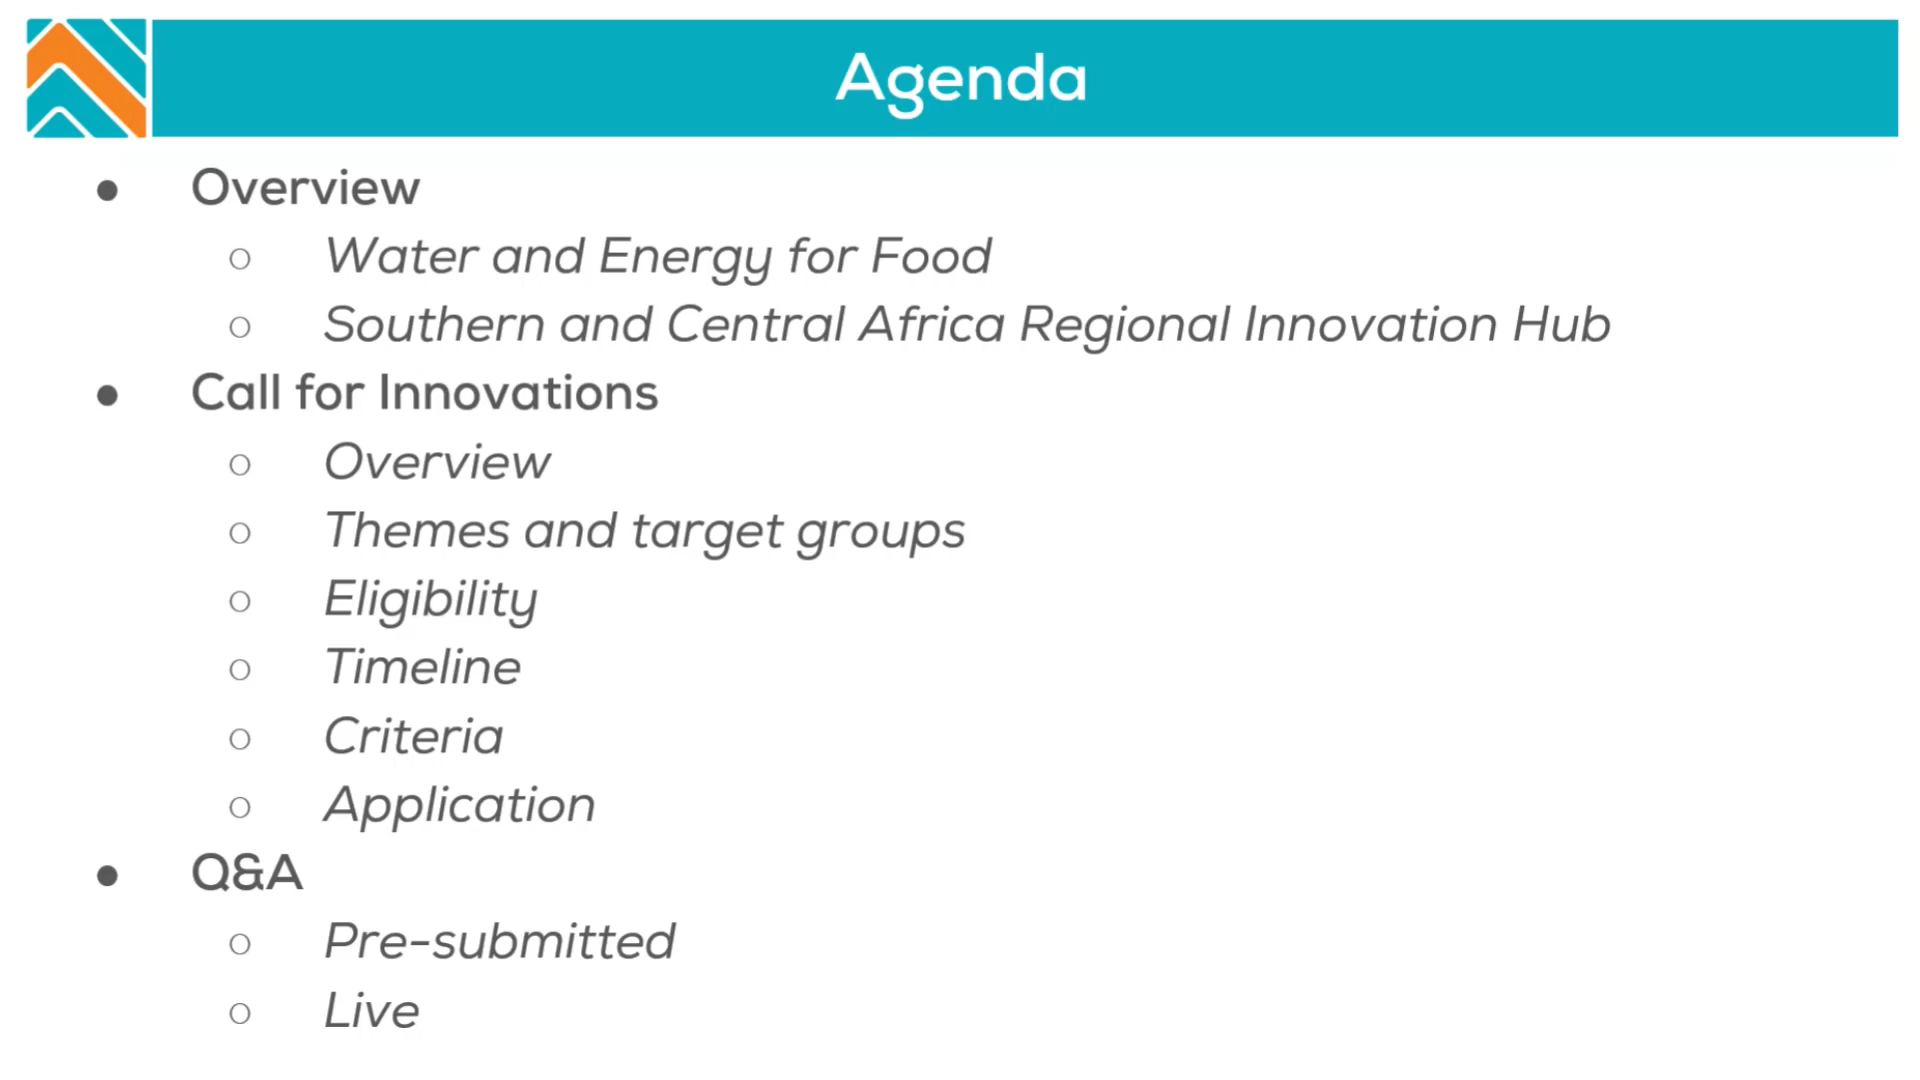 Agenda
● Overview
○ Water and Energy for Food
○ Southern and Central Africa Regional Innovation Hub
● Call for Innovations
○ Overview
○ Themes and target groups
○ Eligibility
○ Timeline
○ Criteria
○ Application
● Q&A
○ Pre-submitted
○ Live